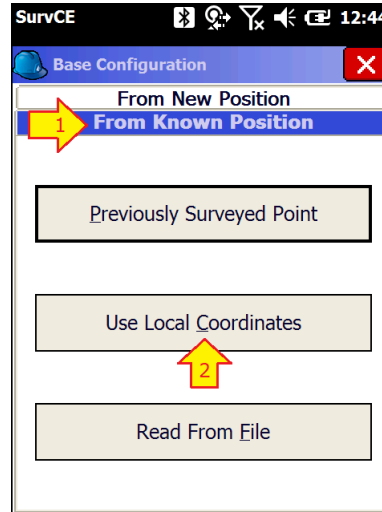 SurvCE 12:44
Base Configuration
From New Position
1 From Known Position
Previously Surveyed Point
Use Local Coordinates
2
Read From File